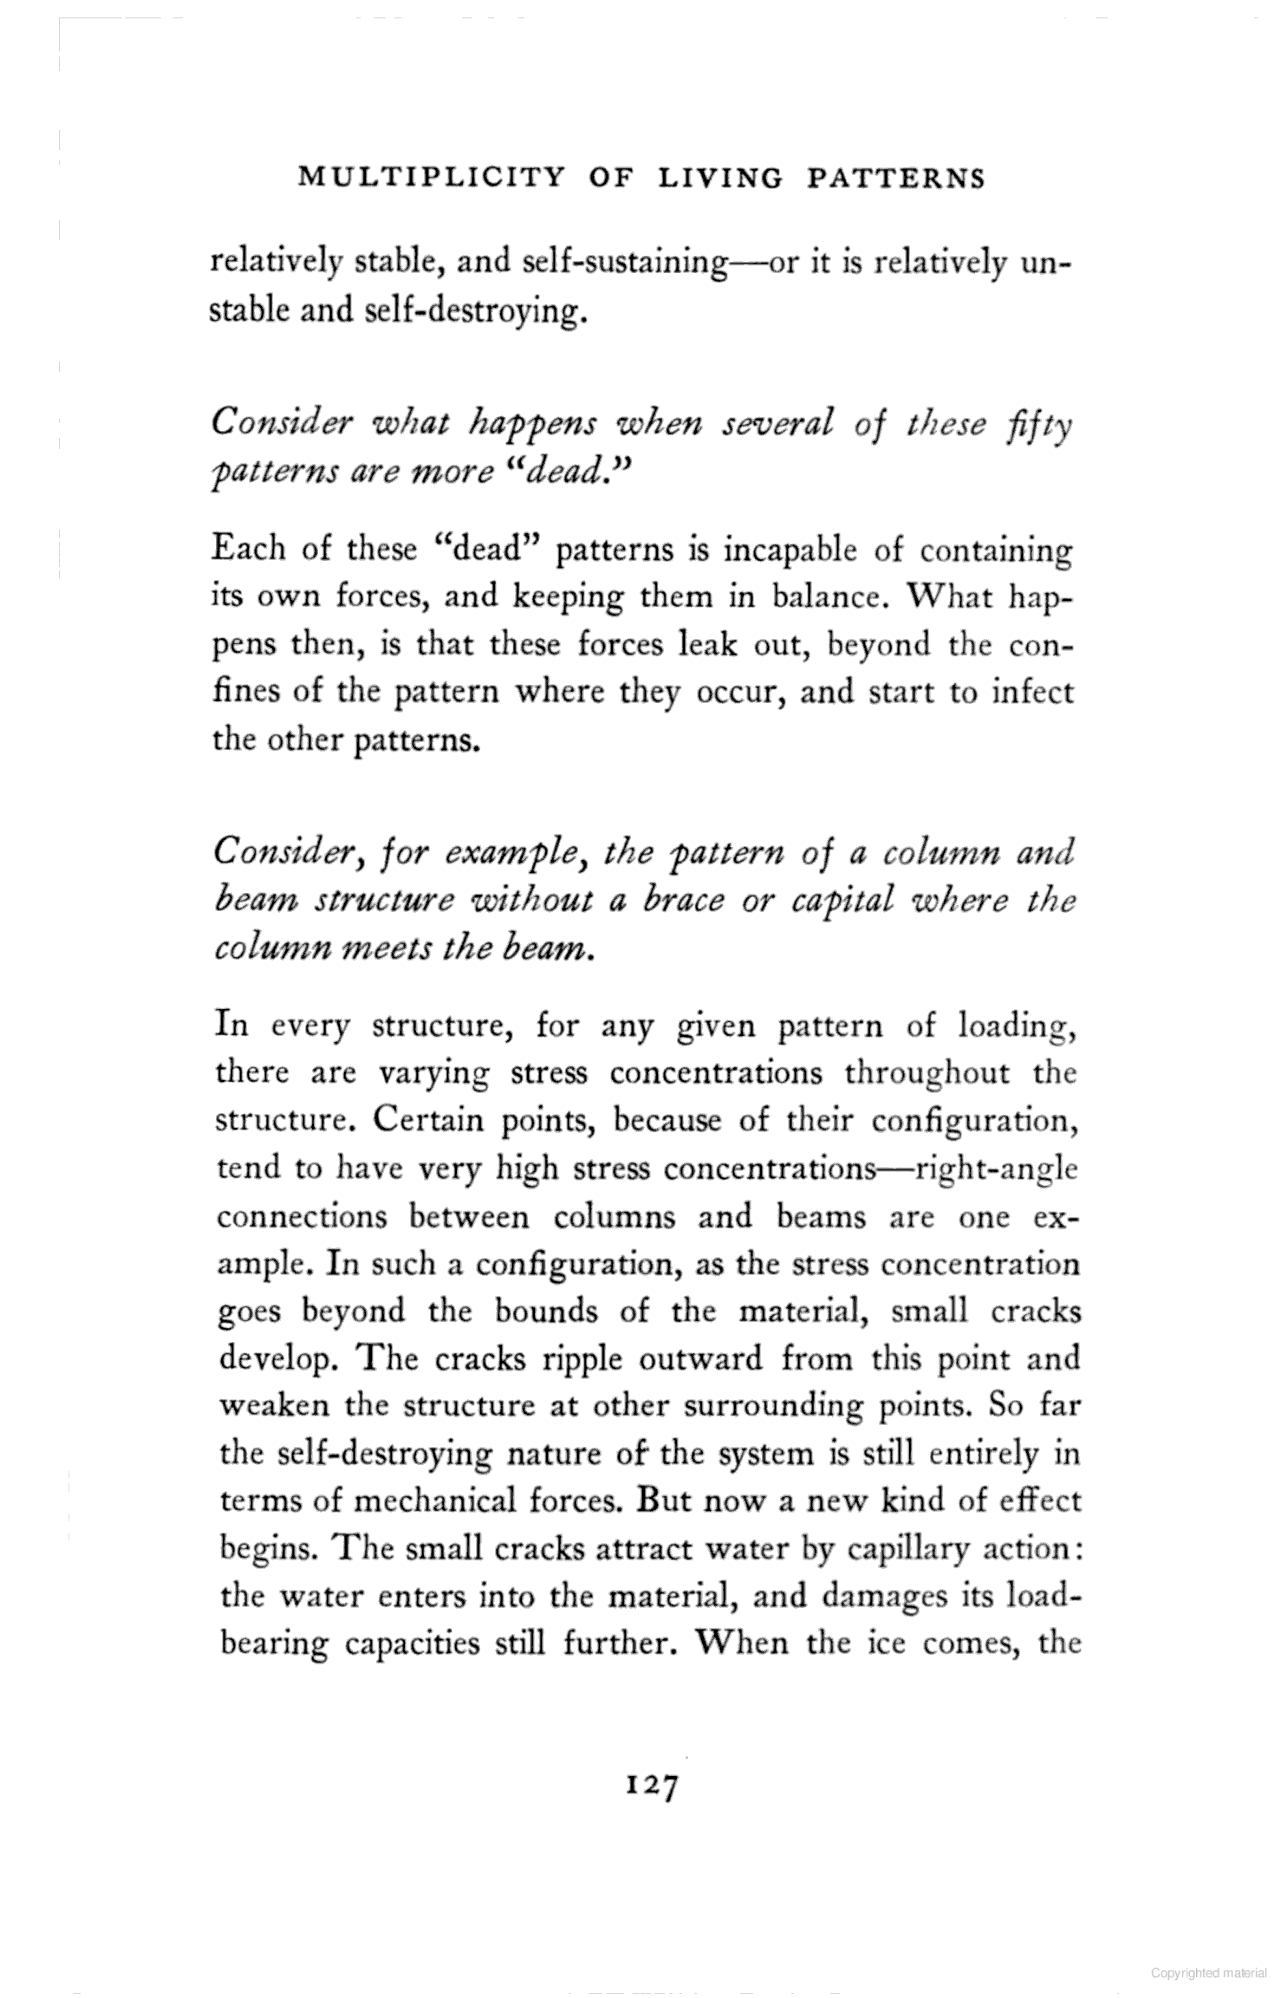 MULTIPLICITY OF LIVING PATTERNS
relatively stable, and self-sustaining—or it is relatively un-
stable and self-destroying.
Consider what happens when several of these fifty
patterns are more “dead.”
Each of these “dead” patterns is incapable of containing
its own forces, and keeping them in balance. What hap-
pens then, is that these forces leak out, beyond the con-
fines of the pattern where they occur, and start to infect
the other patterns.
Consider, for example, the pattern of a column and
beam structure without a brace or capital where the
column meets the beam.
In every structure, for any given pattern of loading,
there are varying stress concentrations throughout the
structure. Certain points, because of their configuration,
tend to have very high stress concentrations—right-angle
connections between columns and beams are one ex-
ample. In such a configuration, as the stress concentration
goes beyond the bounds of the material, small cracks
develop. The cracks ripple outward from this point and
weaken the structure at other surrounding points. So far
the self-destroying nature of the system is still entirely in
terms of mechanical forces. But now a new kind of effect
begins. The small cracks attract water by capillary action:
the water enters into the material, and damages its load-
bearing capacities still further. When the ice comes, the
127
Copyrighted material